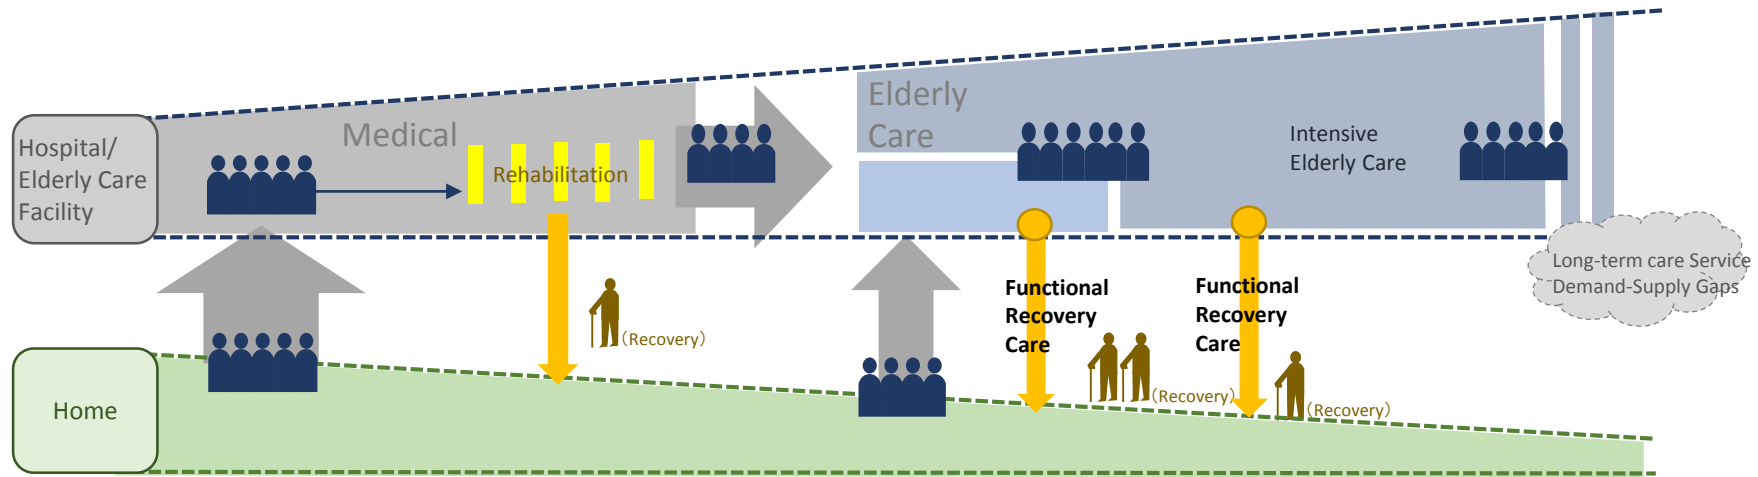 Hospital/
Elderly Care
Facility
Medical
Rehabilitation
（Recovery）
Elderly
Care
Intensive
Elderly Care
Functional
Recovery
Care
（Recovery）
Functional
Recovery
Care
（Recovery）
Long-term care Service
Demand-Supply Gaps
Home